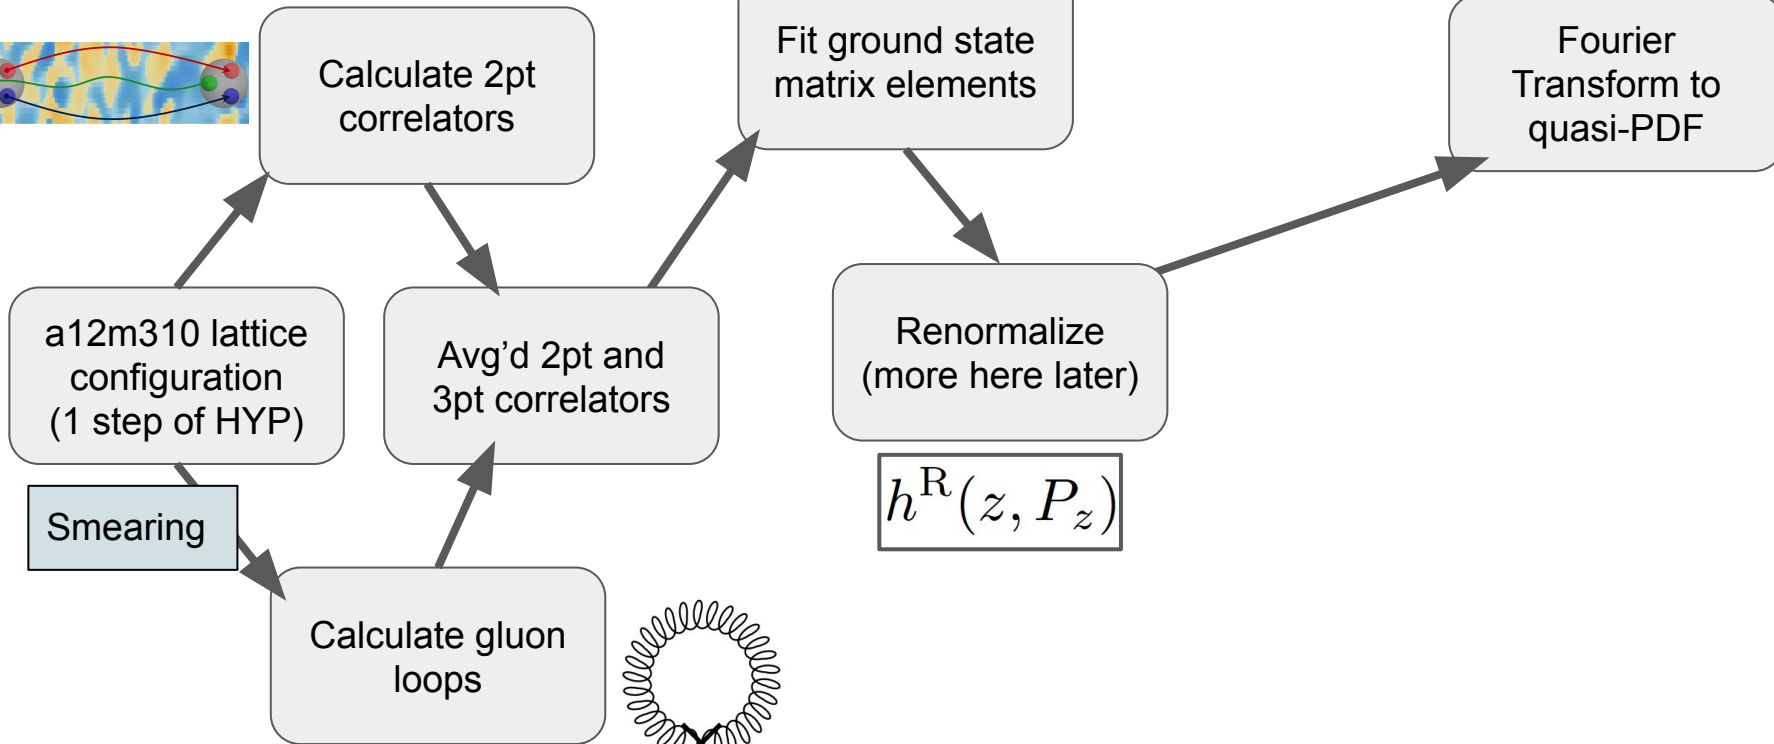 Calculate 2pt
correlators
Fit ground state
matrix elements
Fourier
Transform to
quasi-PDF
a12m310 lattice
configuration
(1 step of HYP)
Avg’d 2pt and
3pt correlators
Renormalize
(more here later)
h^R(z, P_z)
Smearing
Calculate gluon
loops